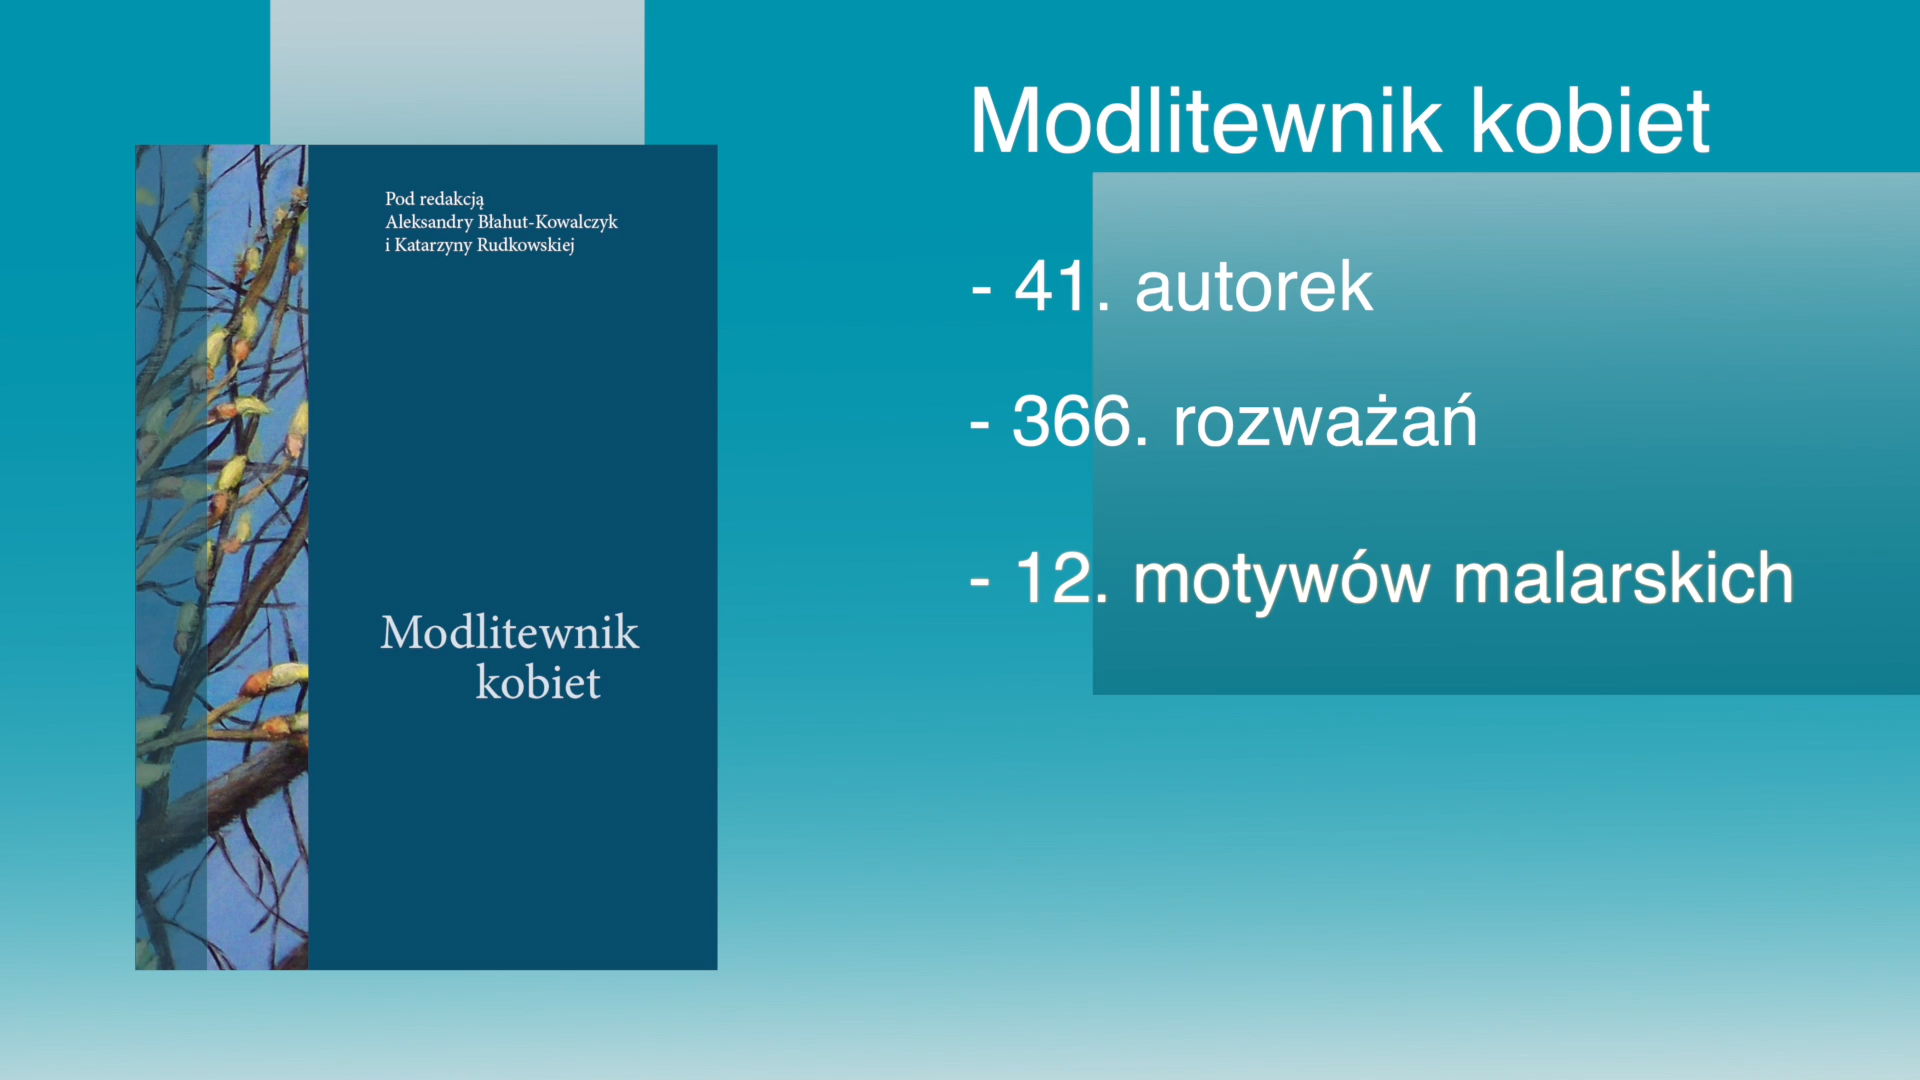 Pod redakcją
Aleksandry Błahut-Kowalczyk
i Katarzyny Rudkowskiej
Modlitewnik
kobiet
Modlitewnik kobiet
- 41. autorek
- 366. rozważań
- 12. motywów malarskich